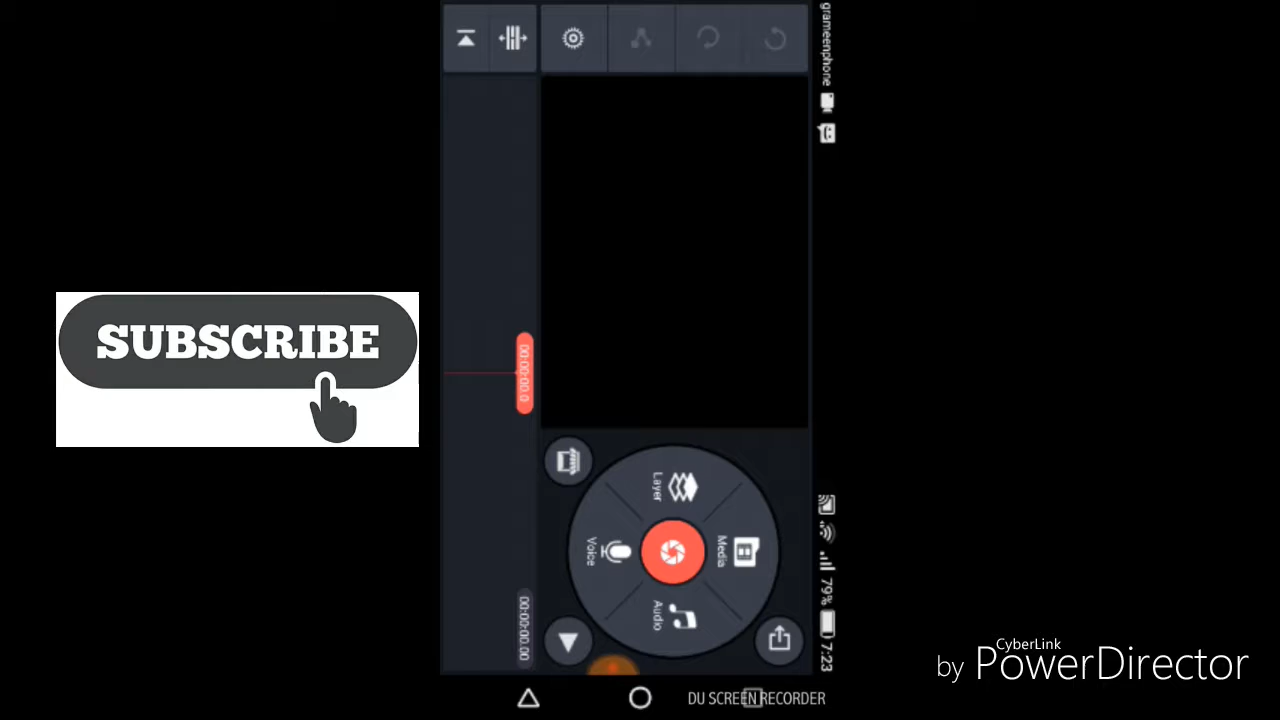 grameenphone
79%
7:23
SUBSCRIBE
00:00:00.0
00:00:00.00
Layer
Media
Voice
Audio
CyberLink
by PowerDirector
DU SCREEN RECORDER